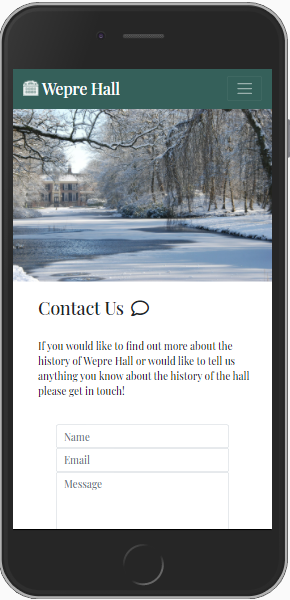 Wepre Hall
Contact Us
If you would like to find out more about the
history of Wepre Hall or would like to tell us
anything you know about the history of the hall
please get in touch!
Name
Email
Message